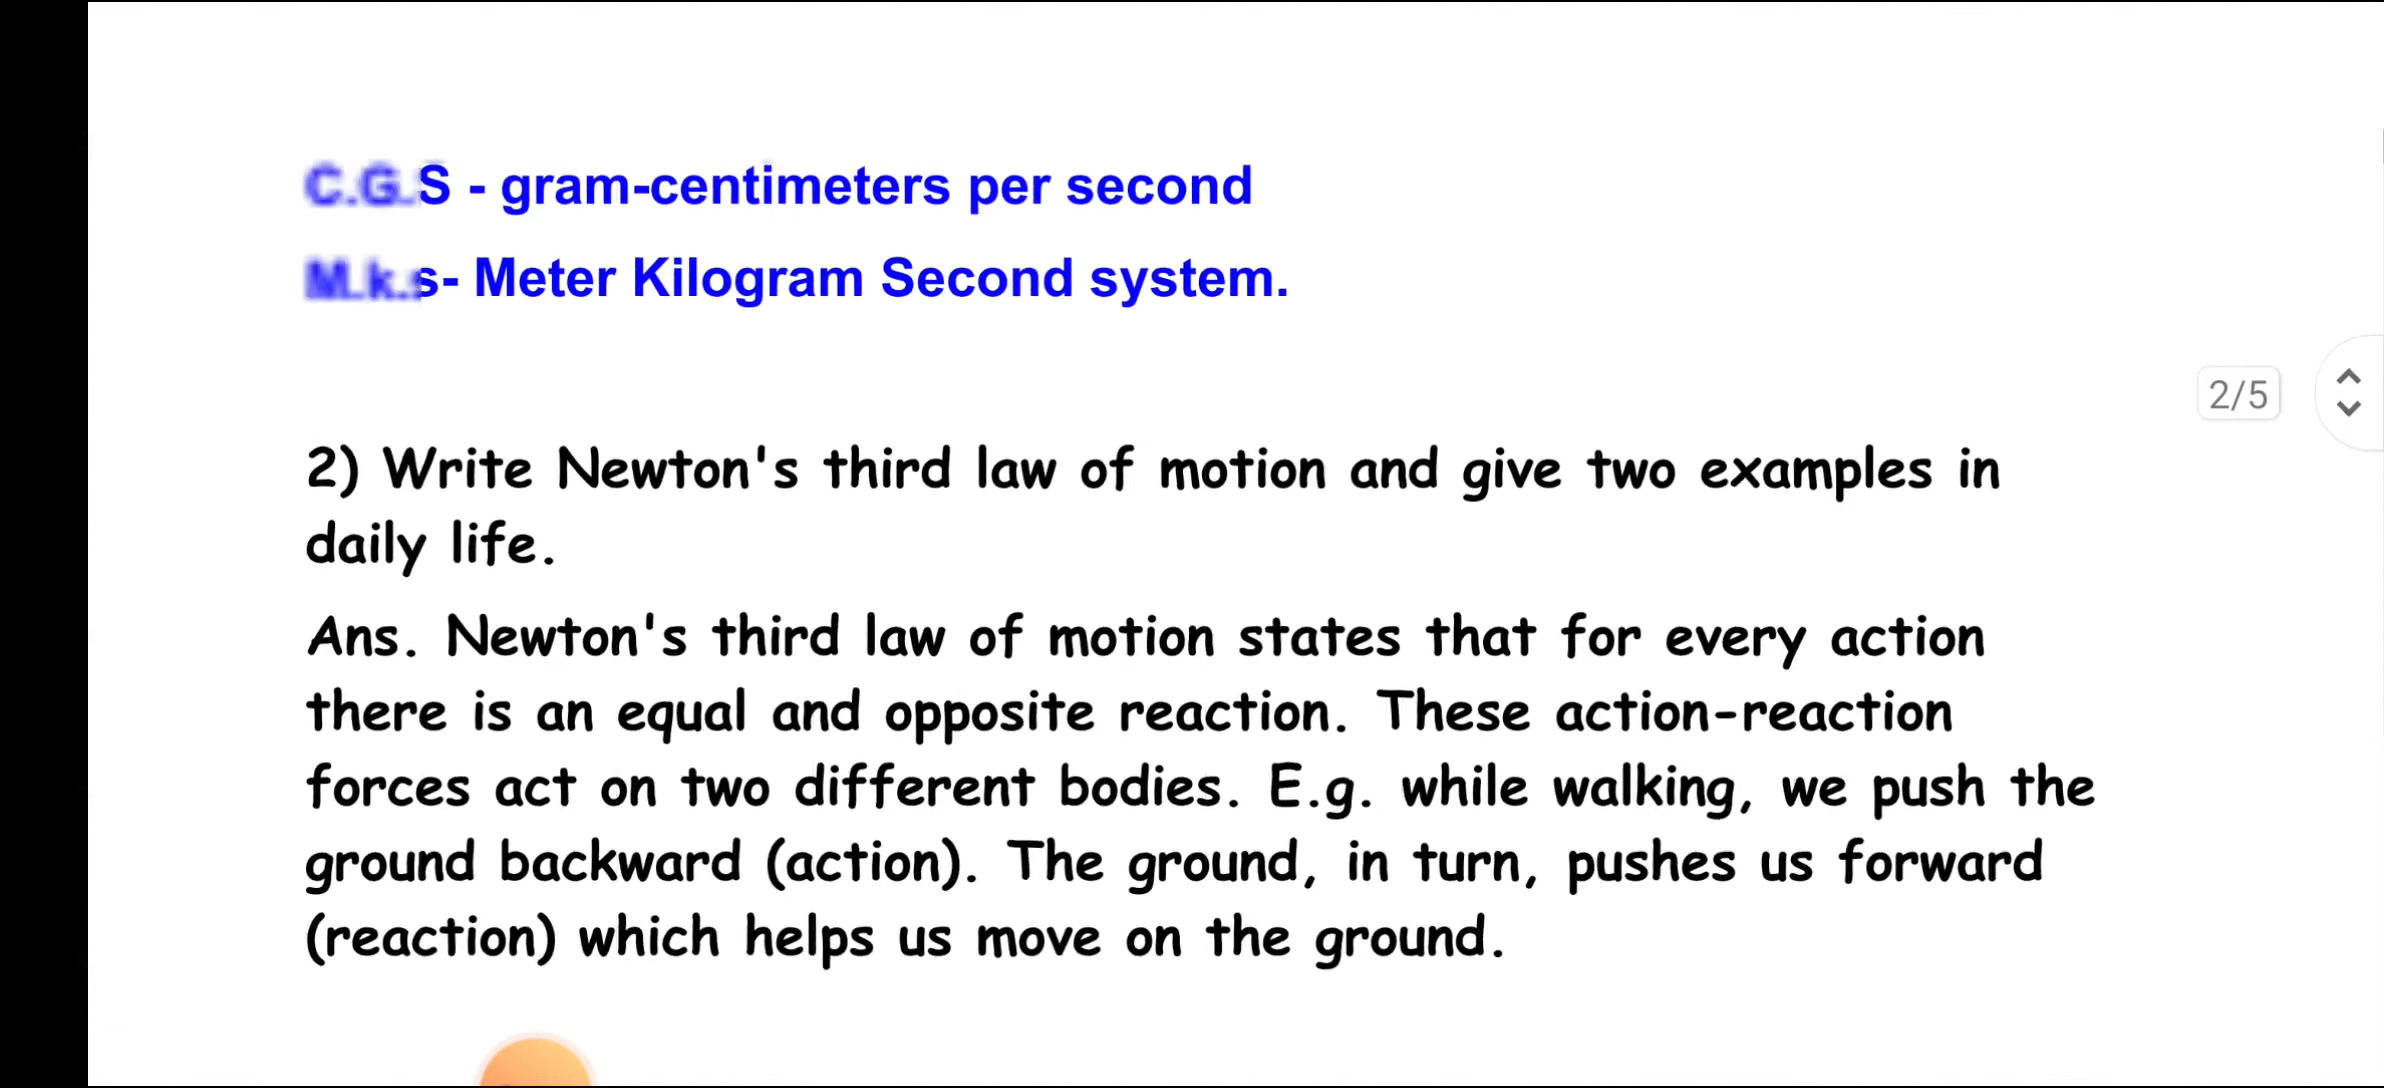 C.G.S - gram-centimeters per second
M.k.s- Meter Kilogram Second system.
2/5
2) Write Newton's third law of motion and give two examples in
daily life.
Ans. Newton's third law of motion states that for every action
there is an equal and opposite reaction. These action-reaction
forces act on two different bodies. E.g. while walking, we push the
ground backward (action). The ground, in turn, pushes us forward
(reaction) which helps us move on the ground.